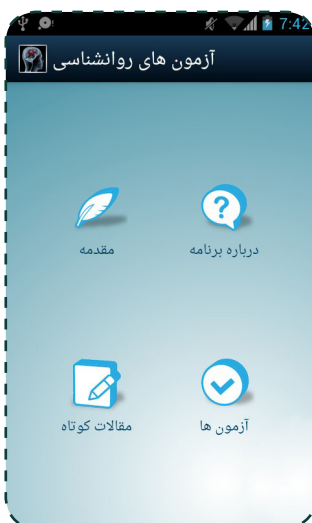 7:42
آزمون های روانشناسی
درباره برنامه
مقدمه
آزمون ها
مقالات کوتاه